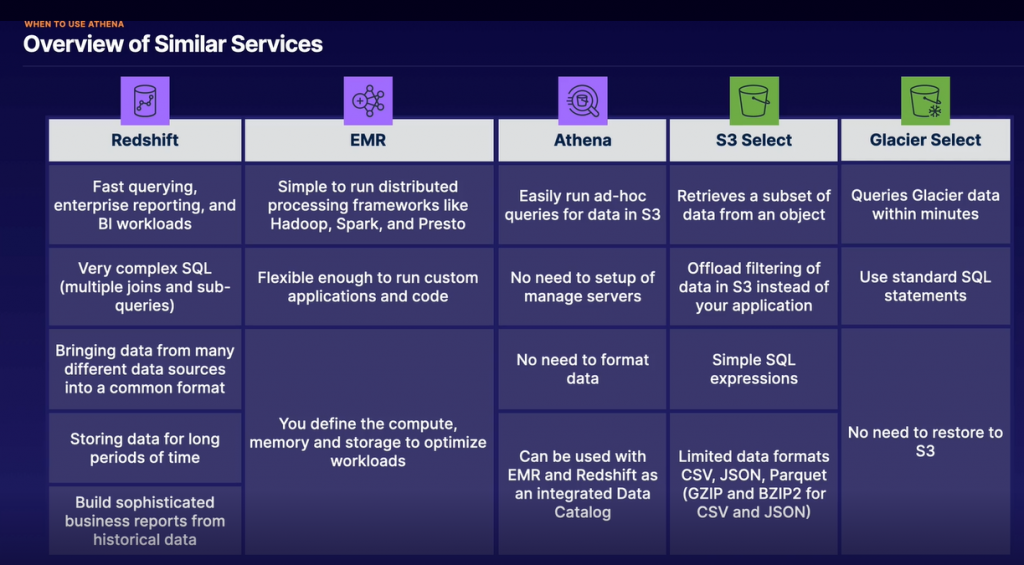 WHEN TO USE ATHENA
Overview of Similar Services
Redshift
Fast querying,
enterprise reporting, and
BI workloads
Very complex SQL
(multiple joins and sub-
queries)
Bringing data from many
different data sources
into a common format
Storing data for long
periods of time
Build sophisticated
business reports from
historical data
EMR
Simple to run distributed
processing frameworks like
Hadoop, Spark, and Presto
Flexible enough to run custom
applications and code
You define the compute,
memory and storage to optimize
workloads
Athena
Easily run ad-hoc
queries for data in S3
No need to setup of
manage servers
No need to format
data
Can be used with
EMR and Redshift as
an integrated Data
Catalog
S3 Select
Retrieves a subset of
data from an object
Offload filtering of
data in S3 instead of
your application
Simple SQL
expressions
Limited data formats
CSV, JSON, Parquet
(GZIP and BZIP2 for
CSV and JSON)
Glacier Select
Queries Glacier data
within minutes
Use standard SQL
statements
No need to restore to
S3